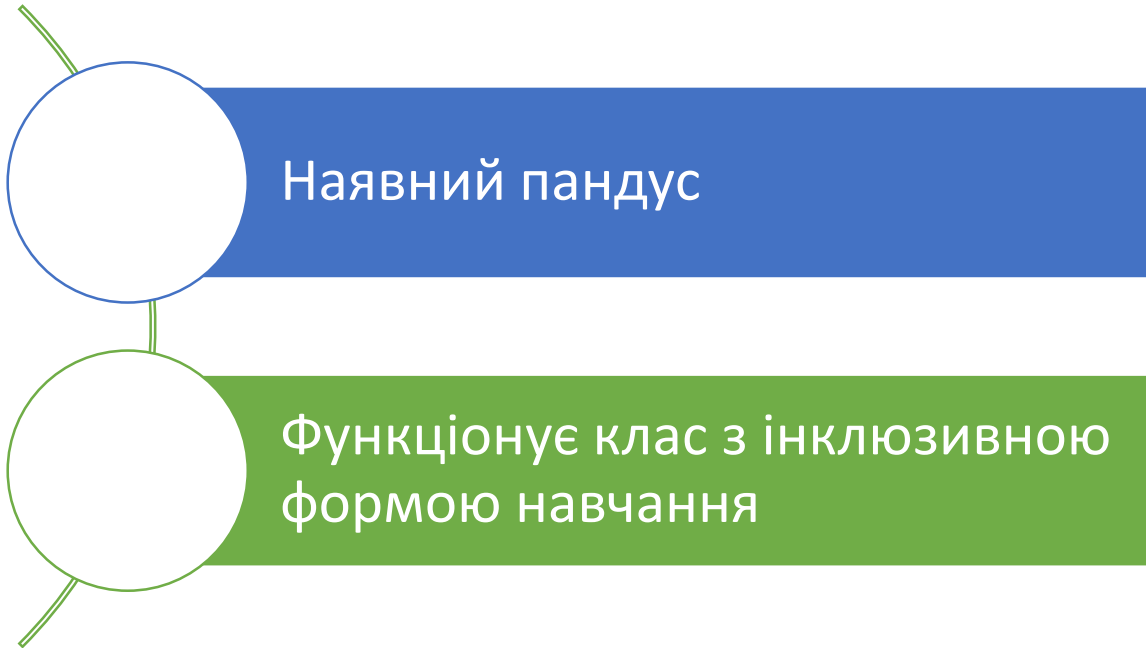 Наявний пандус
Функціонує клас з інклюзивною
формою навчання